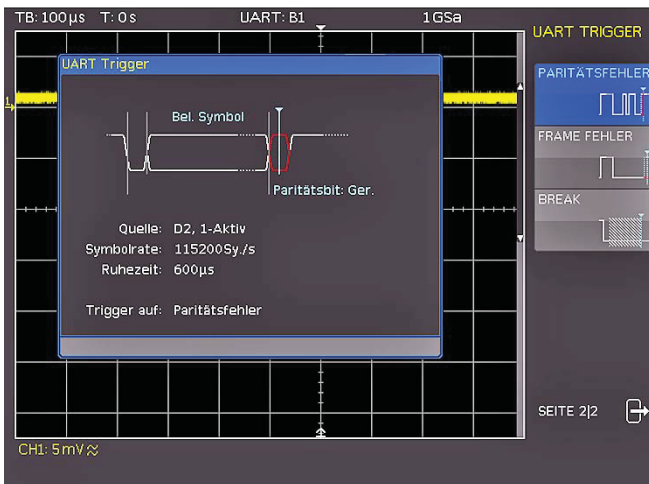 TB: 100µs T: 0s UART: B1 1GSa
UART TRIGGER
UART Trigger
PARITÄTSFEHLER
Bel. Symbol
FRAME FEHLER
Paritätsbit: Ger.
BREAK
1
Quelle: D2, 1-Aktiv
Symbolrate: 115200Sy./s
Ruhezeit: 600µs
Trigger auf: Paritätsfehler
SEITE 2|2
CH1: 5mV